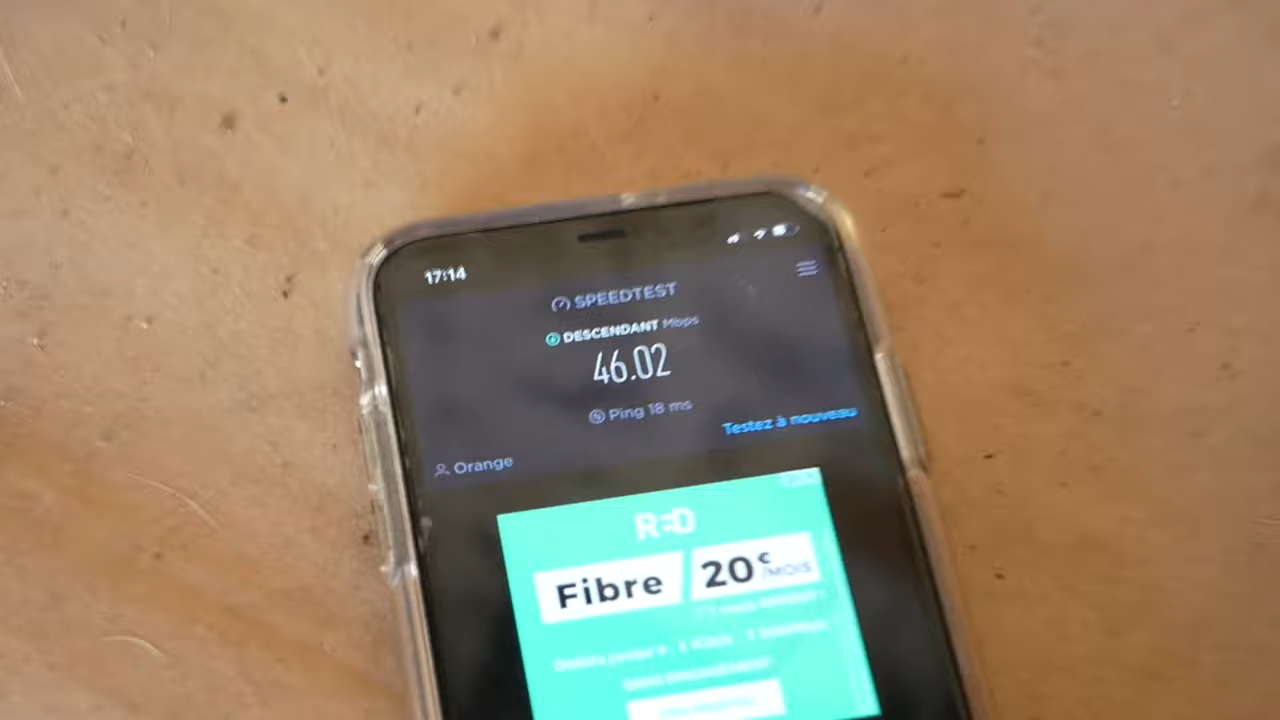 17:14
SPEEDTEST
DESCENDANT Mbps
46.02
Ping 18 ms
Testez à nouveau
Orange
RED
Fibre 20€ /MOIS